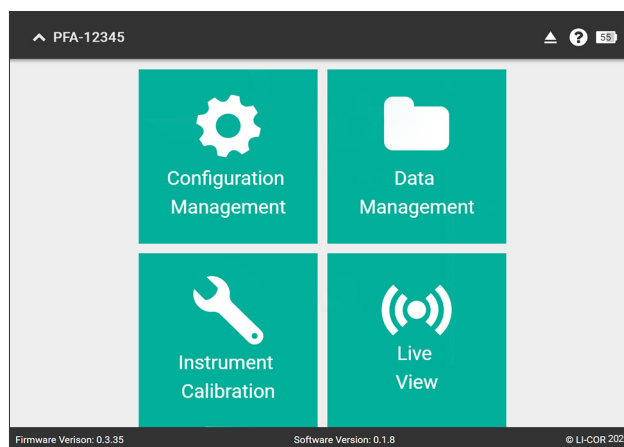 PFA-12345
55
Configuration
Management
Data
Management
Instrument
Calibration
Live
View
Firmware Verison: 0.3.35
Software Version: 0.1.8
© LI-COR 202